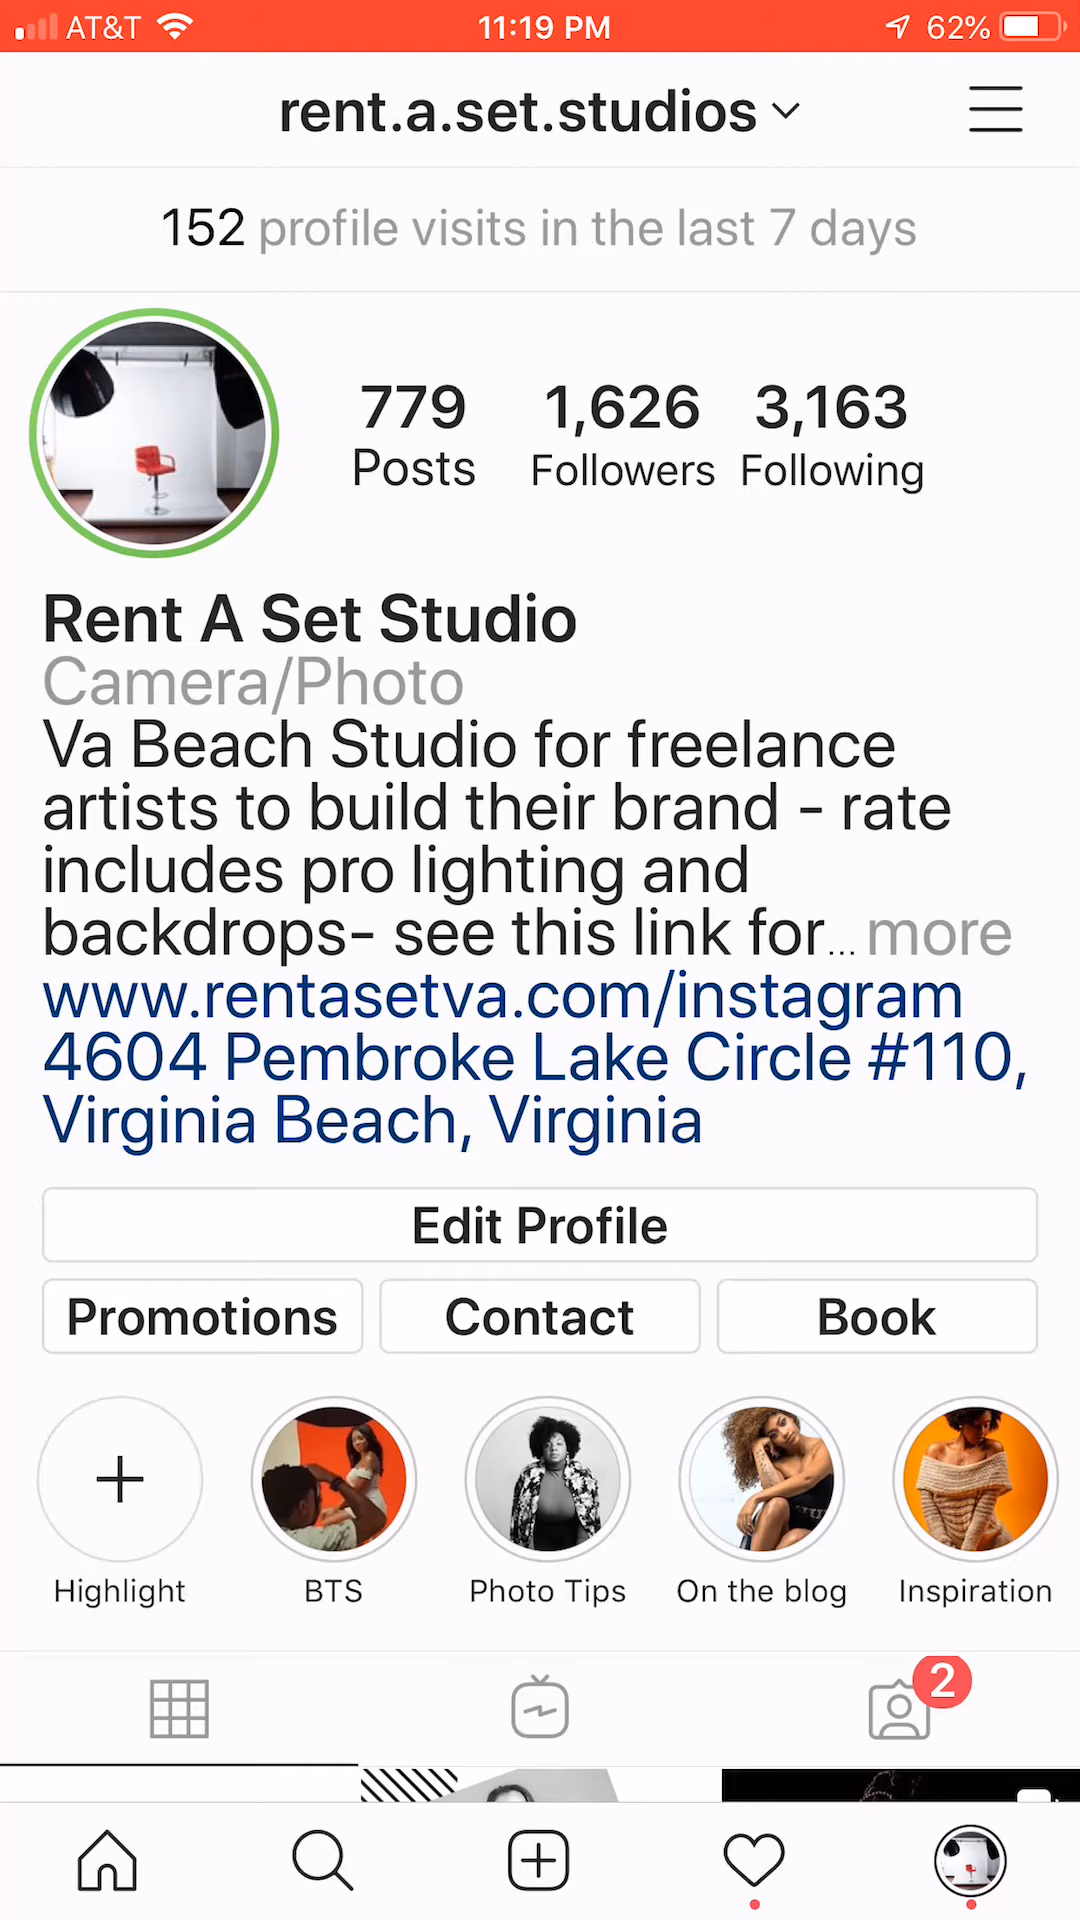 AT&T 11:19 PM 62%
rent.a.set.studios
152 profile visits in the last 7 days
779 1,626 3,163
Posts Followers Following
Rent A Set Studio
Camera/Photo
Va Beach Studio for freelance
artists to build their brand - rate
includes pro lighting and
backdrops- see this link for... more
www.rentasetva.com/instagram
4604 Pembroke Lake Circle #110,
Virginia Beach, Virginia
Edit Profile
Promotions Contact Book
Highlight BTS Photo Tips On the blog Inspiration
2